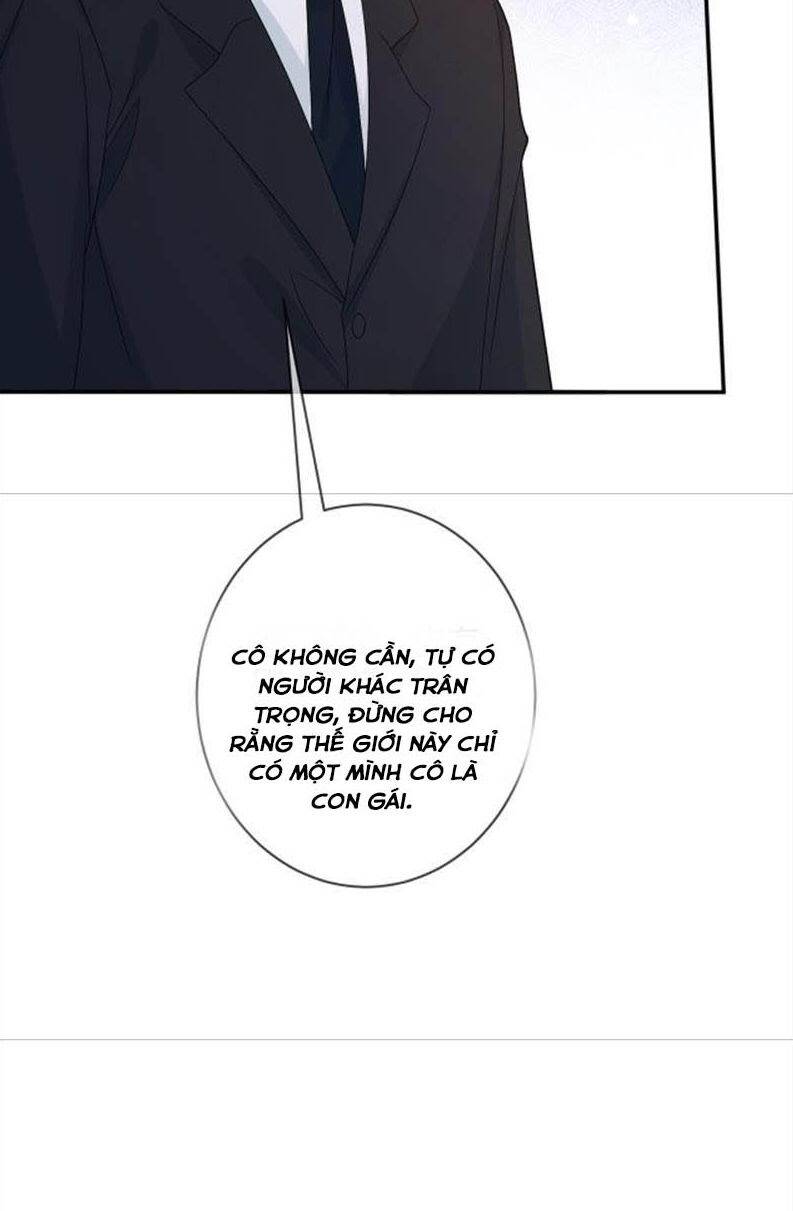 CÔ KHÔNG CẦN, TỰ CÓ
NGƯỜI KHÁC TRÂN
TRỌNG, ĐỪNG CHO
RẰNG THẾ GIỚI NÀY CHỈ
CÓ MỘT MÌNH CÔ LÀ
CON GÁI.